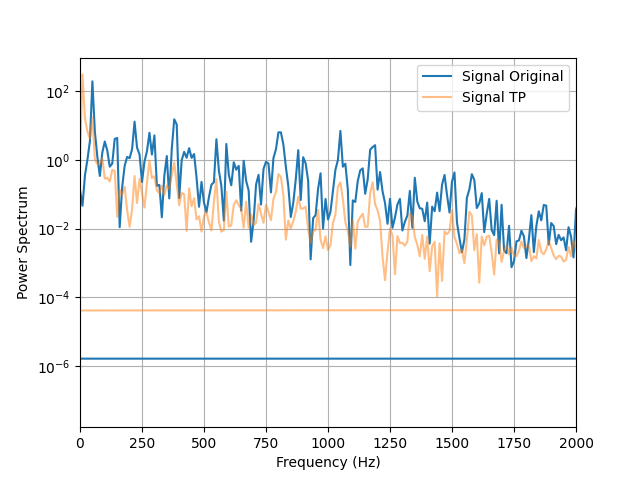 Signal Original
Signal TP
Power Spectrum
10^2
10^0
10^−2
10^−4
10^−6
0 250 500 750 1000 1250 1500 1750 2000
Frequency (Hz)